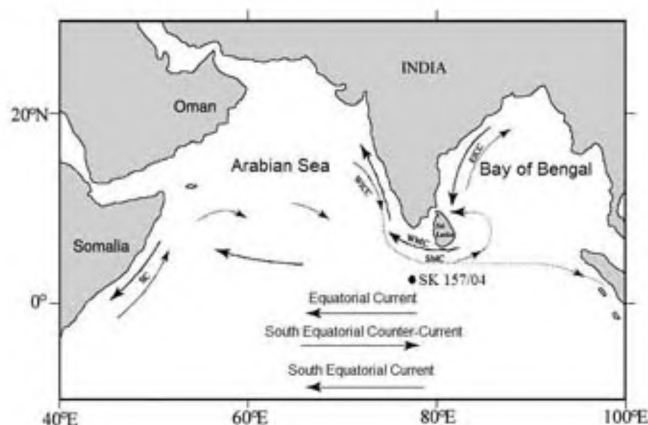 INDIA
Oman
20°N
Arabian Sea
Bay of Bengal
EICC
WICC
Sri
Lanka
Somalia
WMC
SMC
SC
SK 157/04
0°
Equatorial Current
South Equatorial Counter-Current
South Equatorial Current
40°E
60°E
80°E
100°E